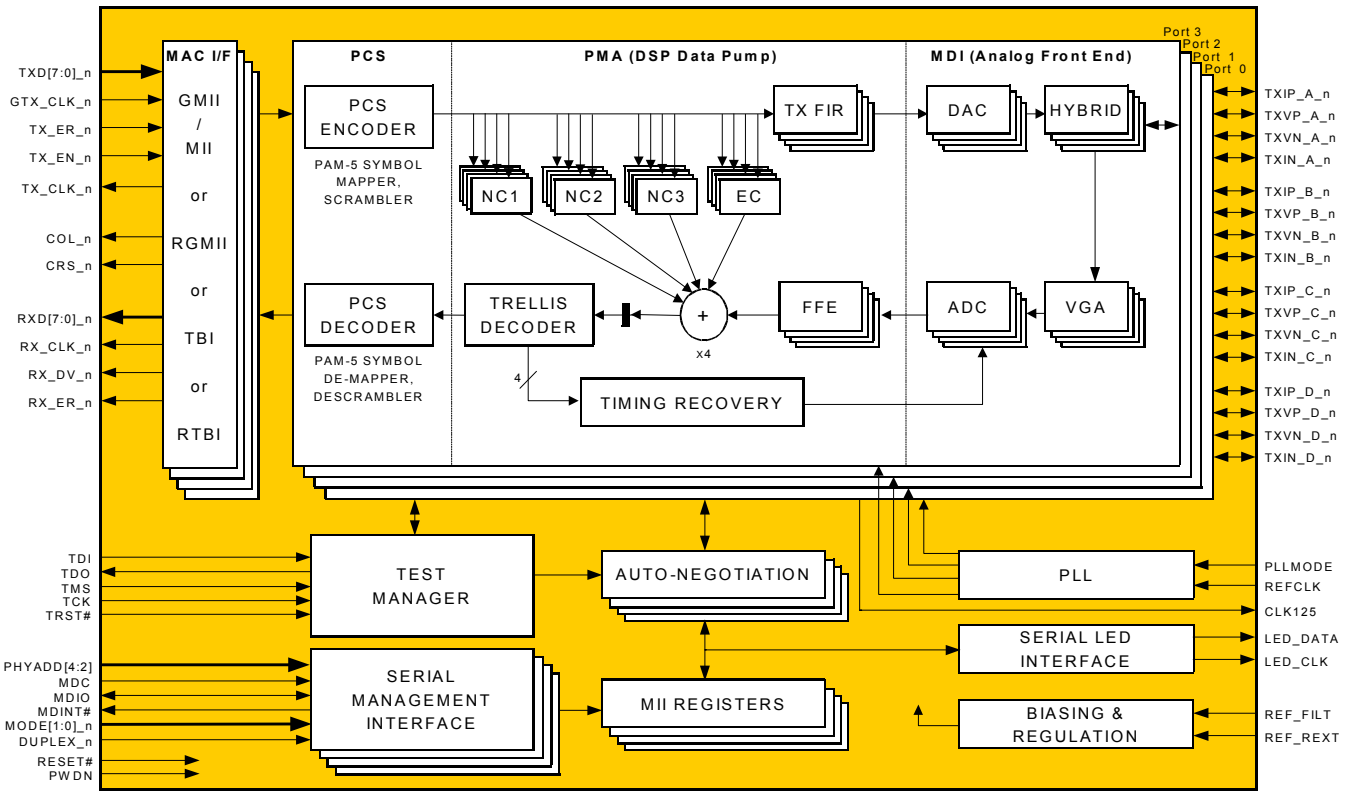 TXD[7:0]_n
GTX_CLK_n
TX_ER_n
TX_EN_n
TX_CLK_n
COL_n
CRS_n
RXD[7:0]_n
RX_CLK_n
RX_DV_n
RX_ER_n
MAC I/F
GMII
/
MII
or
RGMII
or
TBI
or
RTBI
PCS
PCS
ENCODER
PAM-5 SYMBOL
MAPPER,
SCRAMBLER
PCS
DECODER
PAM-5 SYMBOL
DE-MAPPER,
DESCRAMBLER
PMA (DSP Data Pump)
TX FIR
NC1
NC2
NC3
EC
TRELLIS
DECODER
+
x4
FFE
4
TIMING RECOVERY
MDI (Analog Front End)
DAC
HYBRID
ADC
VGA
Port 3
Port 2
Port 1
Port 0
TXIP_A_n
TXVP_A_n
TXVN_A_n
TXIN_A_n
TXIP_B_n
TXVP_B_n
TXVN_B_n
TXIN_B_n
TXIP_C_n
TXVP_C_n
TXVN_C_n
TXIN_C_n
TXIP_D_n
TXVP_D_n
TXVN_D_n
TXIN_D_n
TDI
TDO
TMS
TCK
TRST#
TEST
MANAGER
AUTO-NEGOTIATION
PLL
PLLMODE
REFCLK
CLK125
PHYADD[4:2]
MDC
MDIO
MDINT#
MODE[1:0]_n
DUPLEX_n
RESET#
PWDN
SERIAL
MANAGEMENT
INTERFACE
MII REGISTERS
SERIAL LED
INTERFACE
LED_DATA
LED_CLK
BIASING &
REGULATION
REF_FILT
REF_REXT